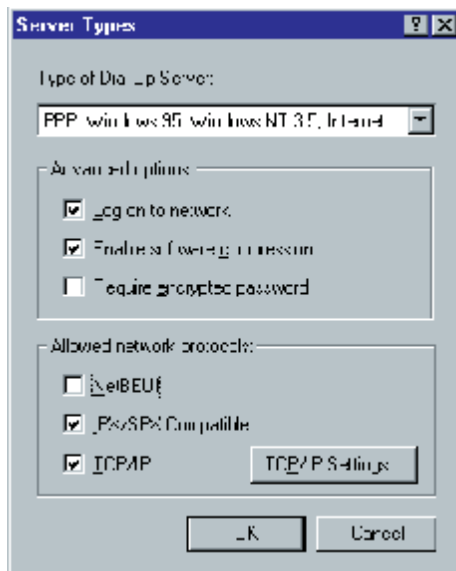 Server Types
Type of Dial-Up Server:
PPP: Windows 95, Windows NT 3.5, Internet
Advanced options:
Log on to network
Enable software compression
Require encrypted password
Allowed network protocols:
NetBEUI
IPX/SPX Compatible
TCP/IP
TCP/IP Settings
OK
Cancel